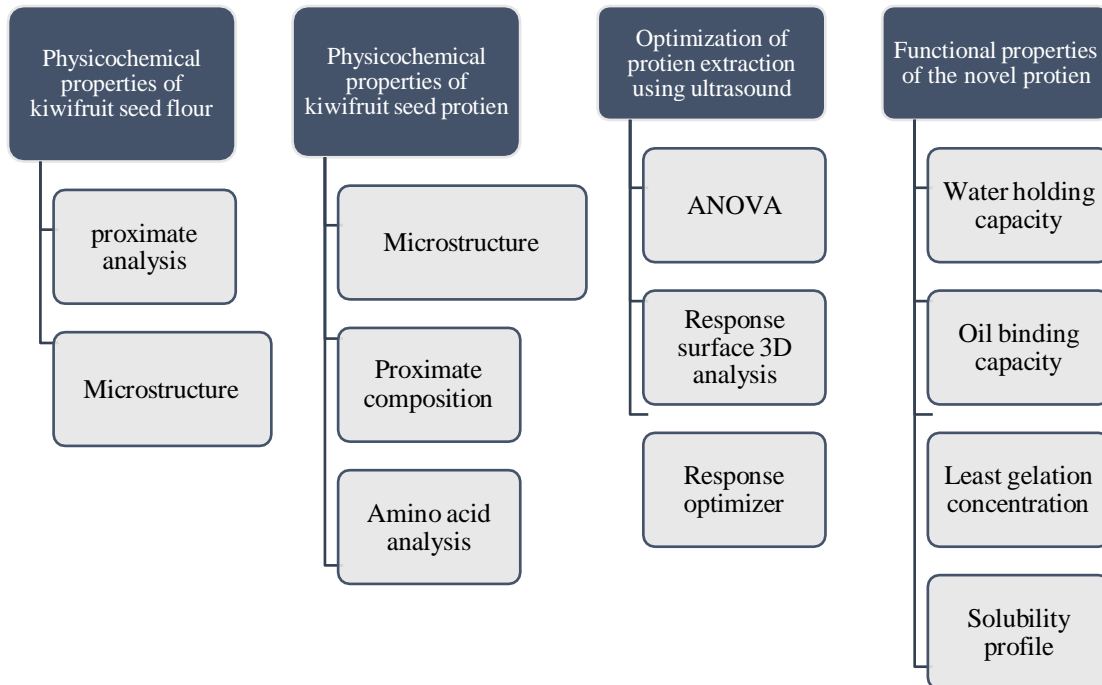 Physicochemical
properties of
kiwifruit seed flour
proximate
analysis
Microstructure
Physicochemical
properties of
kiwifruit seed protien
Microstructure
Proximate
composition
Amino acid
analysis
Optimization of
protien extraction
using ultrasound
ANOVA
Response
surface 3D
analysis
Response
optimizer
Functional properties
of the novel protien
Water holding
capacity
Oil binding
capacity
Least gelation
concentration
Solubility
profile